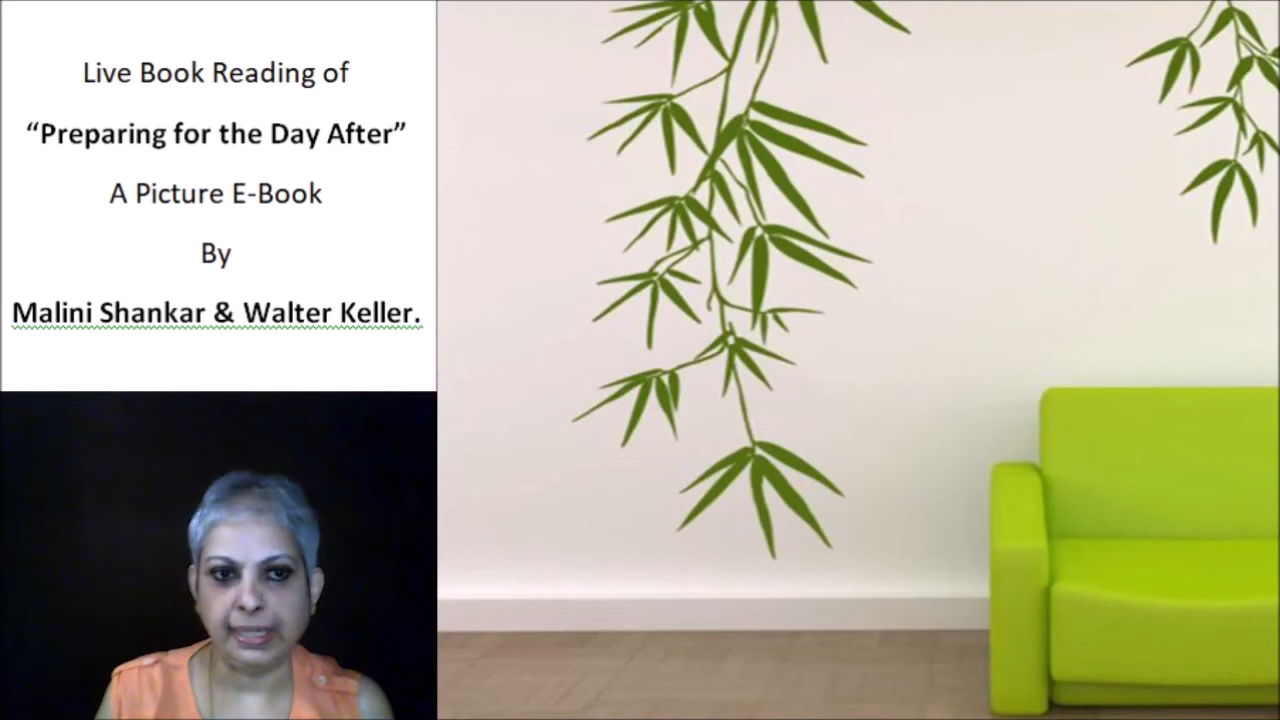 Live Book Reading of
“Preparing for the Day After”
A Picture E-Book
By
Malini Shankar & Walter Keller.